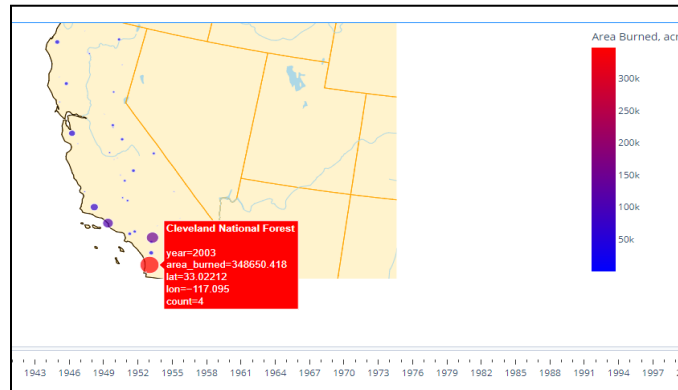 Area Burned, acr
300k
250k
200k
150k
100k
50k
Cleveland National Forest
year=2003
area_burned=348650.418
lat=33.02212
lon=−117.095
count=4
1943 1946 1949 1952 1955 1958 1961 1964 1967 1970 1973 1976 1979 1982 1985 1988 1991 1994 1997 2